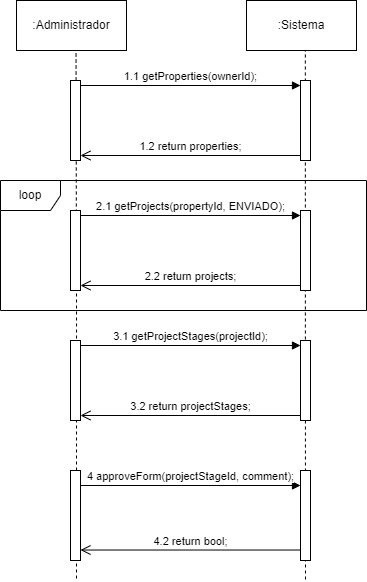 :Administrador
:Sistema
1.1 getProperties(ownerId);
1.2 return properties;
loop
2.1 getProjects(propertyId, ENVIADO);
2.2 return projects;
3.1 getProjectStages(projectId);
3.2 return projectStages;
4 approveForm(projectStageId, comment);
4.2 return bool;